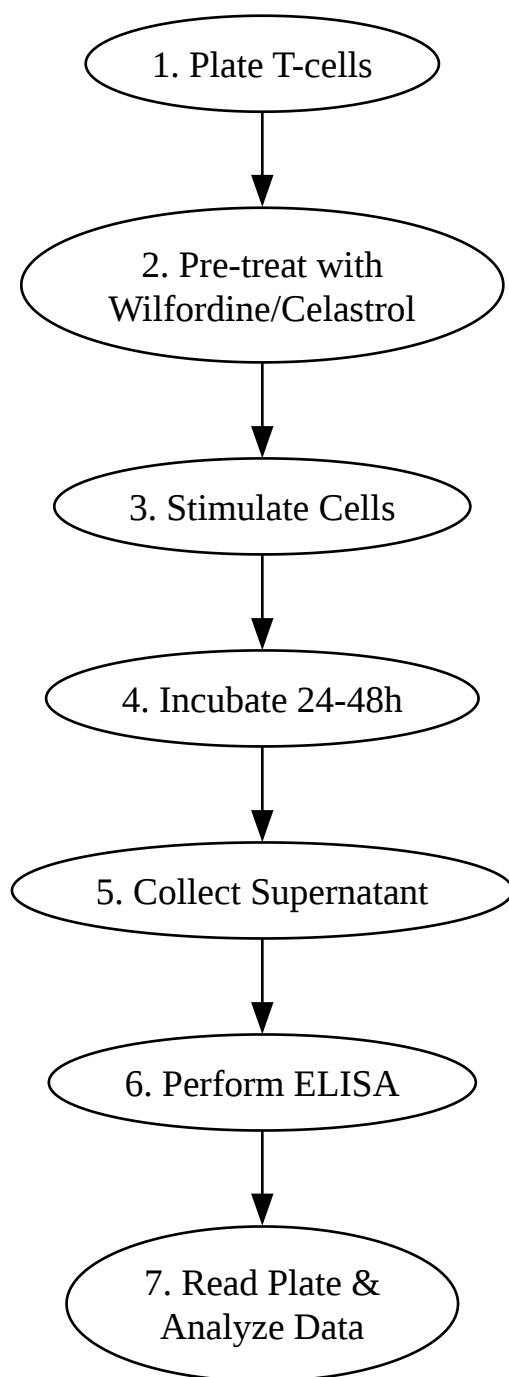 1. Plate T-cells
2. Pre-treat with
Wilfordine/Celastrol
3. Stimulate Cells
4. Incubate 24-48h
5. Collect Supernatant
6. Perform ELISA
7. Read Plate &
Analyze Data